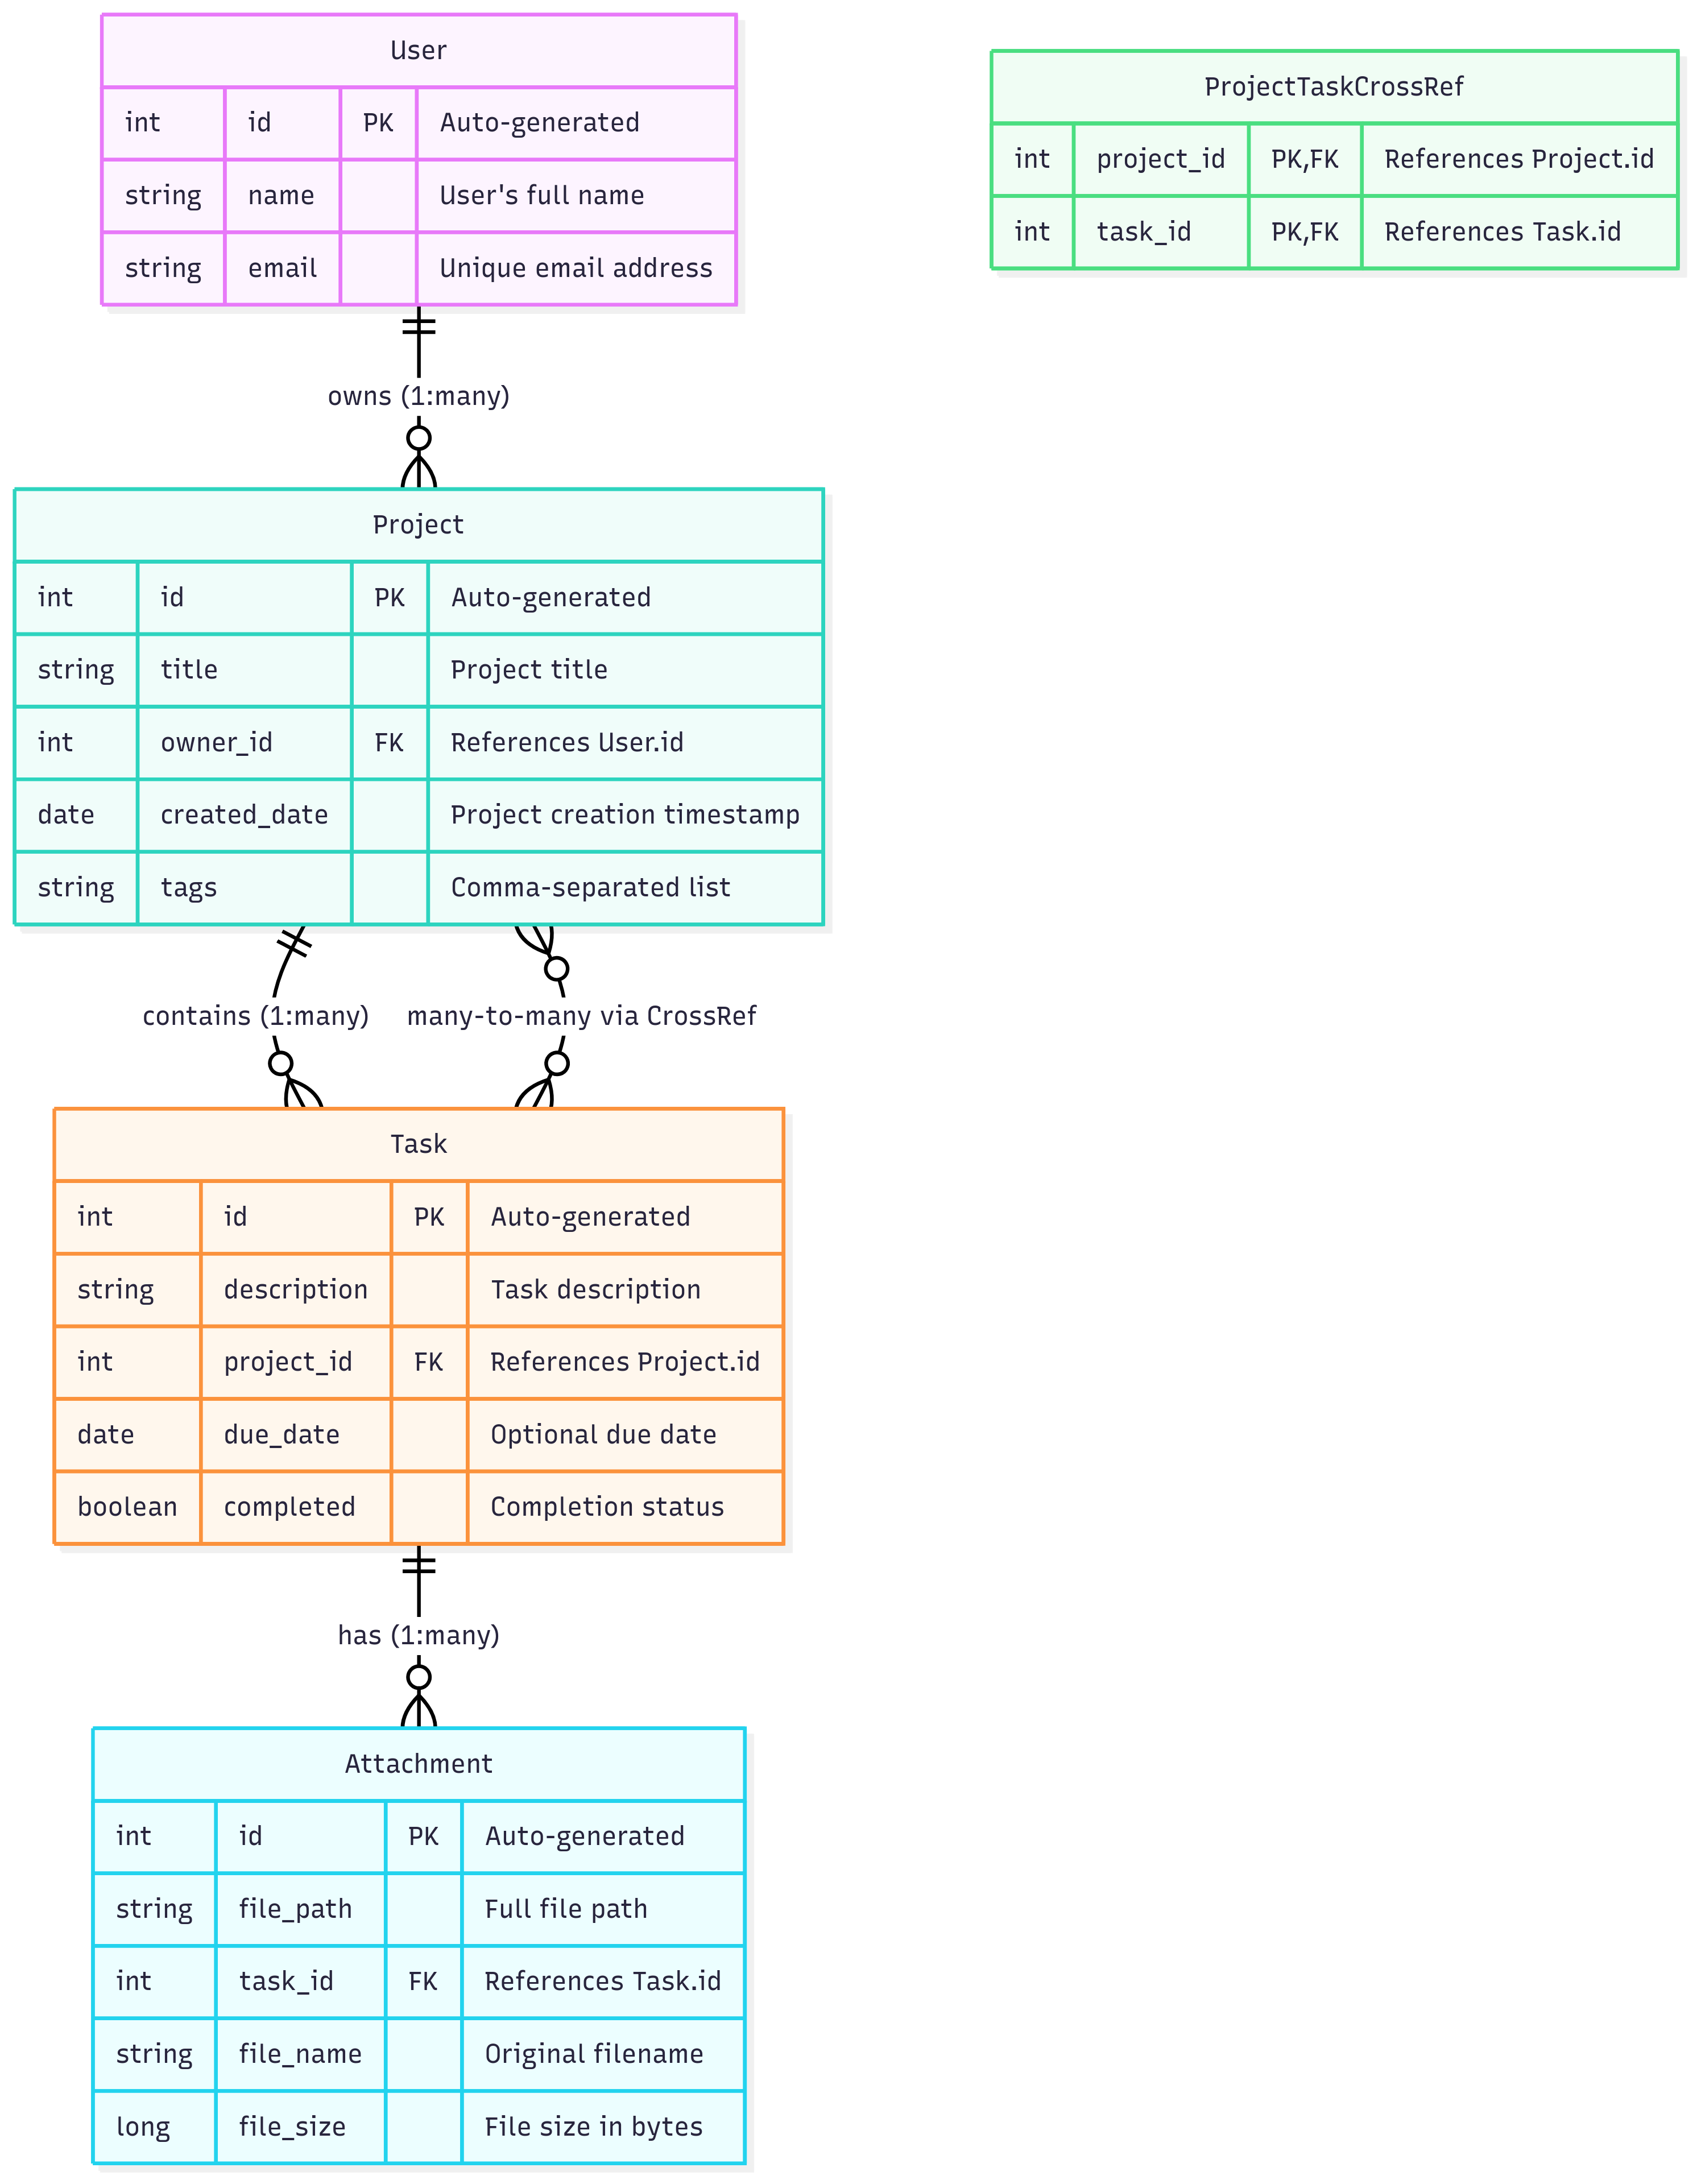 User
int id PK Auto-generated
string name User's full name
string email Unique email address
ProjectTaskCrossRef
int project_id PK,FK References Project.id
int task_id PK,FK References Task.id
owns (1:many)
Project
int id PK Auto-generated
string title Project title
int owner_id FK References User.id
date created_date Project creation timestamp
string tags Comma-separated list
contains (1:many)
many-to-many via CrossRef
Task
int id PK Auto-generated
string description Task description
int project_id FK References Project.id
date due_date Optional due date
boolean completed Completion status
has (1:many)
Attachment
int id PK Auto-generated
string file_path Full file path
int task_id FK References Task.id
string file_name Original filename
long file_size File size in bytes